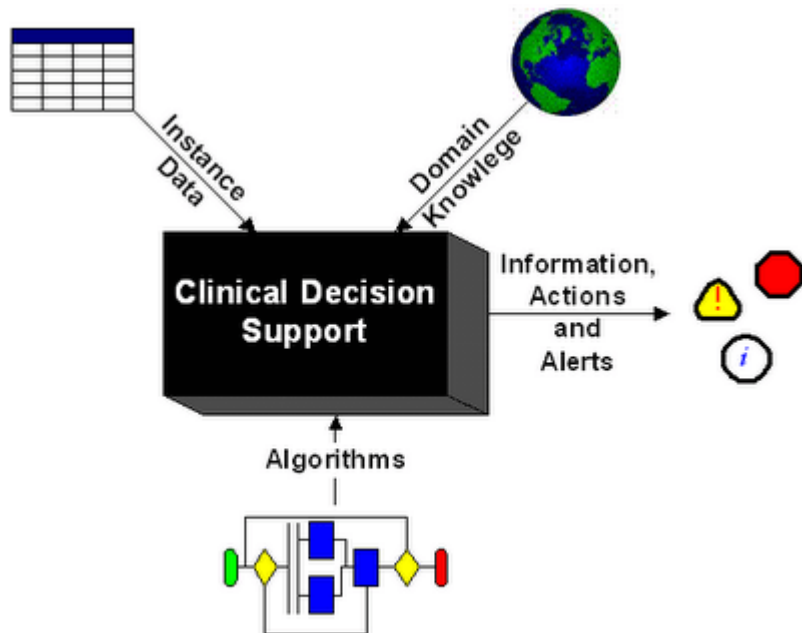 Instance
Data
Domain
Knowlege
Clinical Decision
Support
Information,
Actions
and
Alerts
!
i
Algorithms